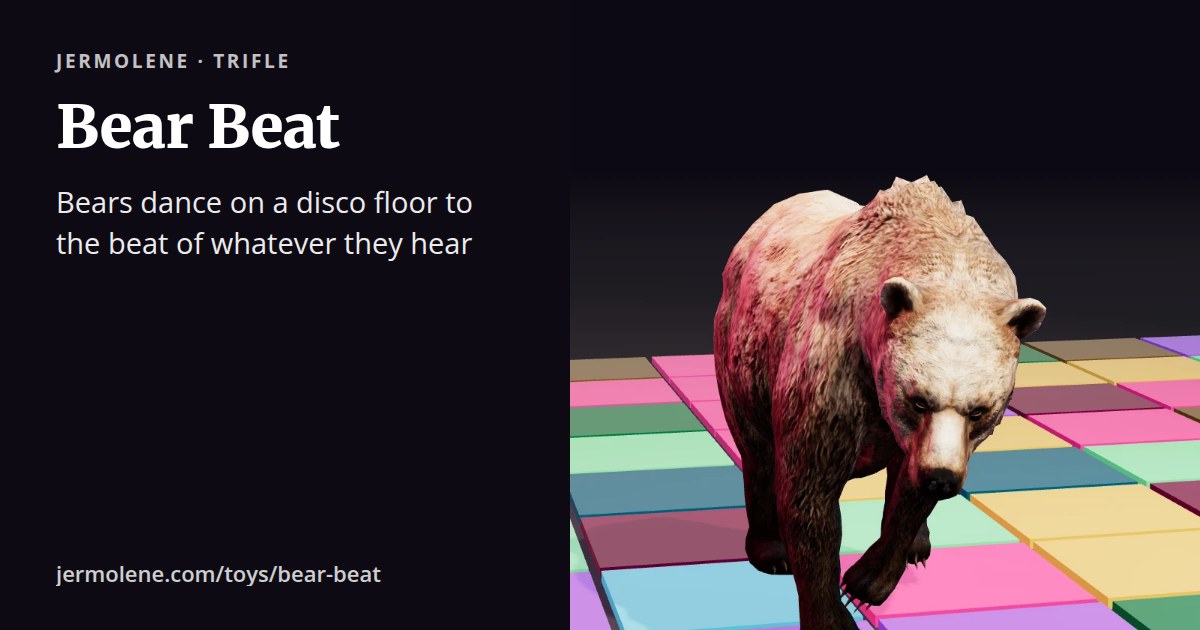 JERMOLENE · TRIFLE
Bear Beat
Bears dance on a disco floor to
the beat of whatever they hear
jermolene.com/toys/bear-beat